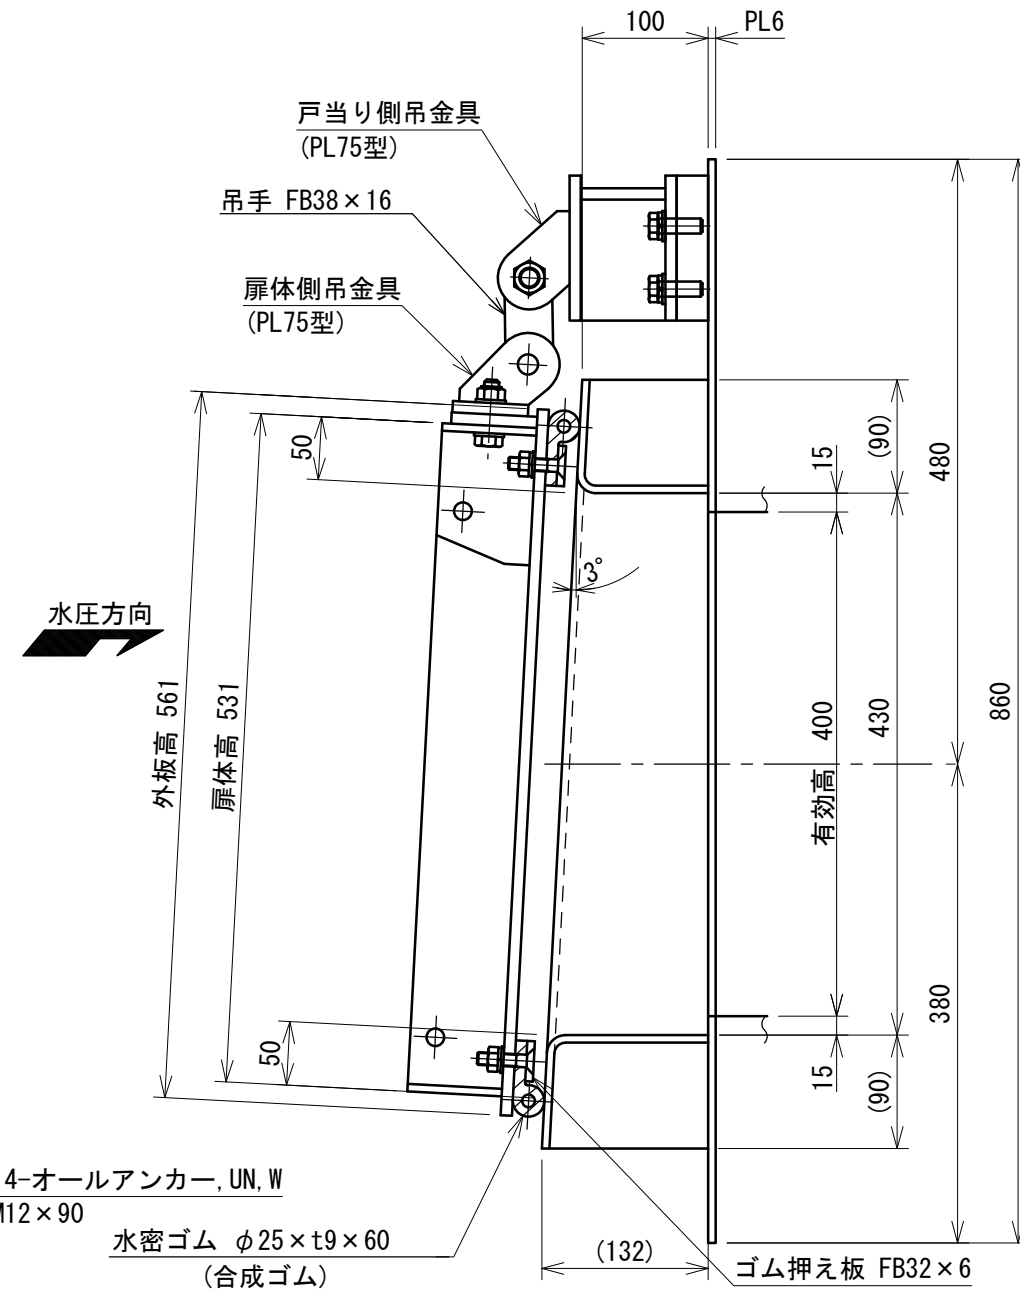 100
PL6
戸当り側吊金具
(PL75型)
吊手 FB38×16
扉体側吊金具
(PL75型)
50
15
(90)
480
3°
水圧方向
外板高 561
扉体高 531
有効高 400
430
860
50
380
15
(90)
4-オールアンカー,UN,W
M12×90
水密ゴム φ25×t9×60
(合成ゴム)
(132)
ゴム押え板 FB32×6